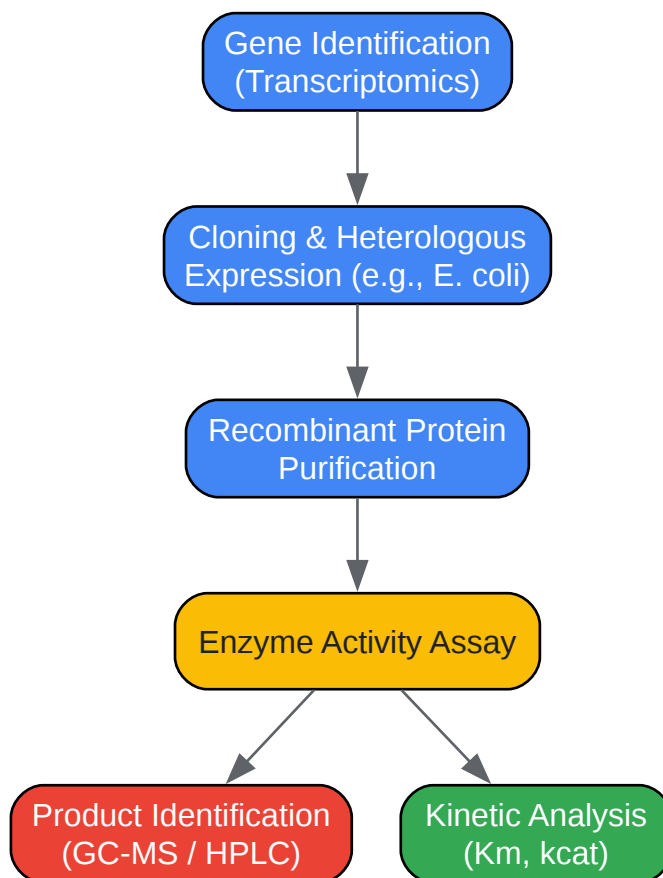 Gene Identification
(Transcriptomics)
Cloning & Heterologous
Expression (e.g., E. coli)
Recombinant Protein
Purification
Enzyme Activity Assay
Product Identification
(GC-MS / HPLC)
Kinetic Analysis
(Km, kcat)